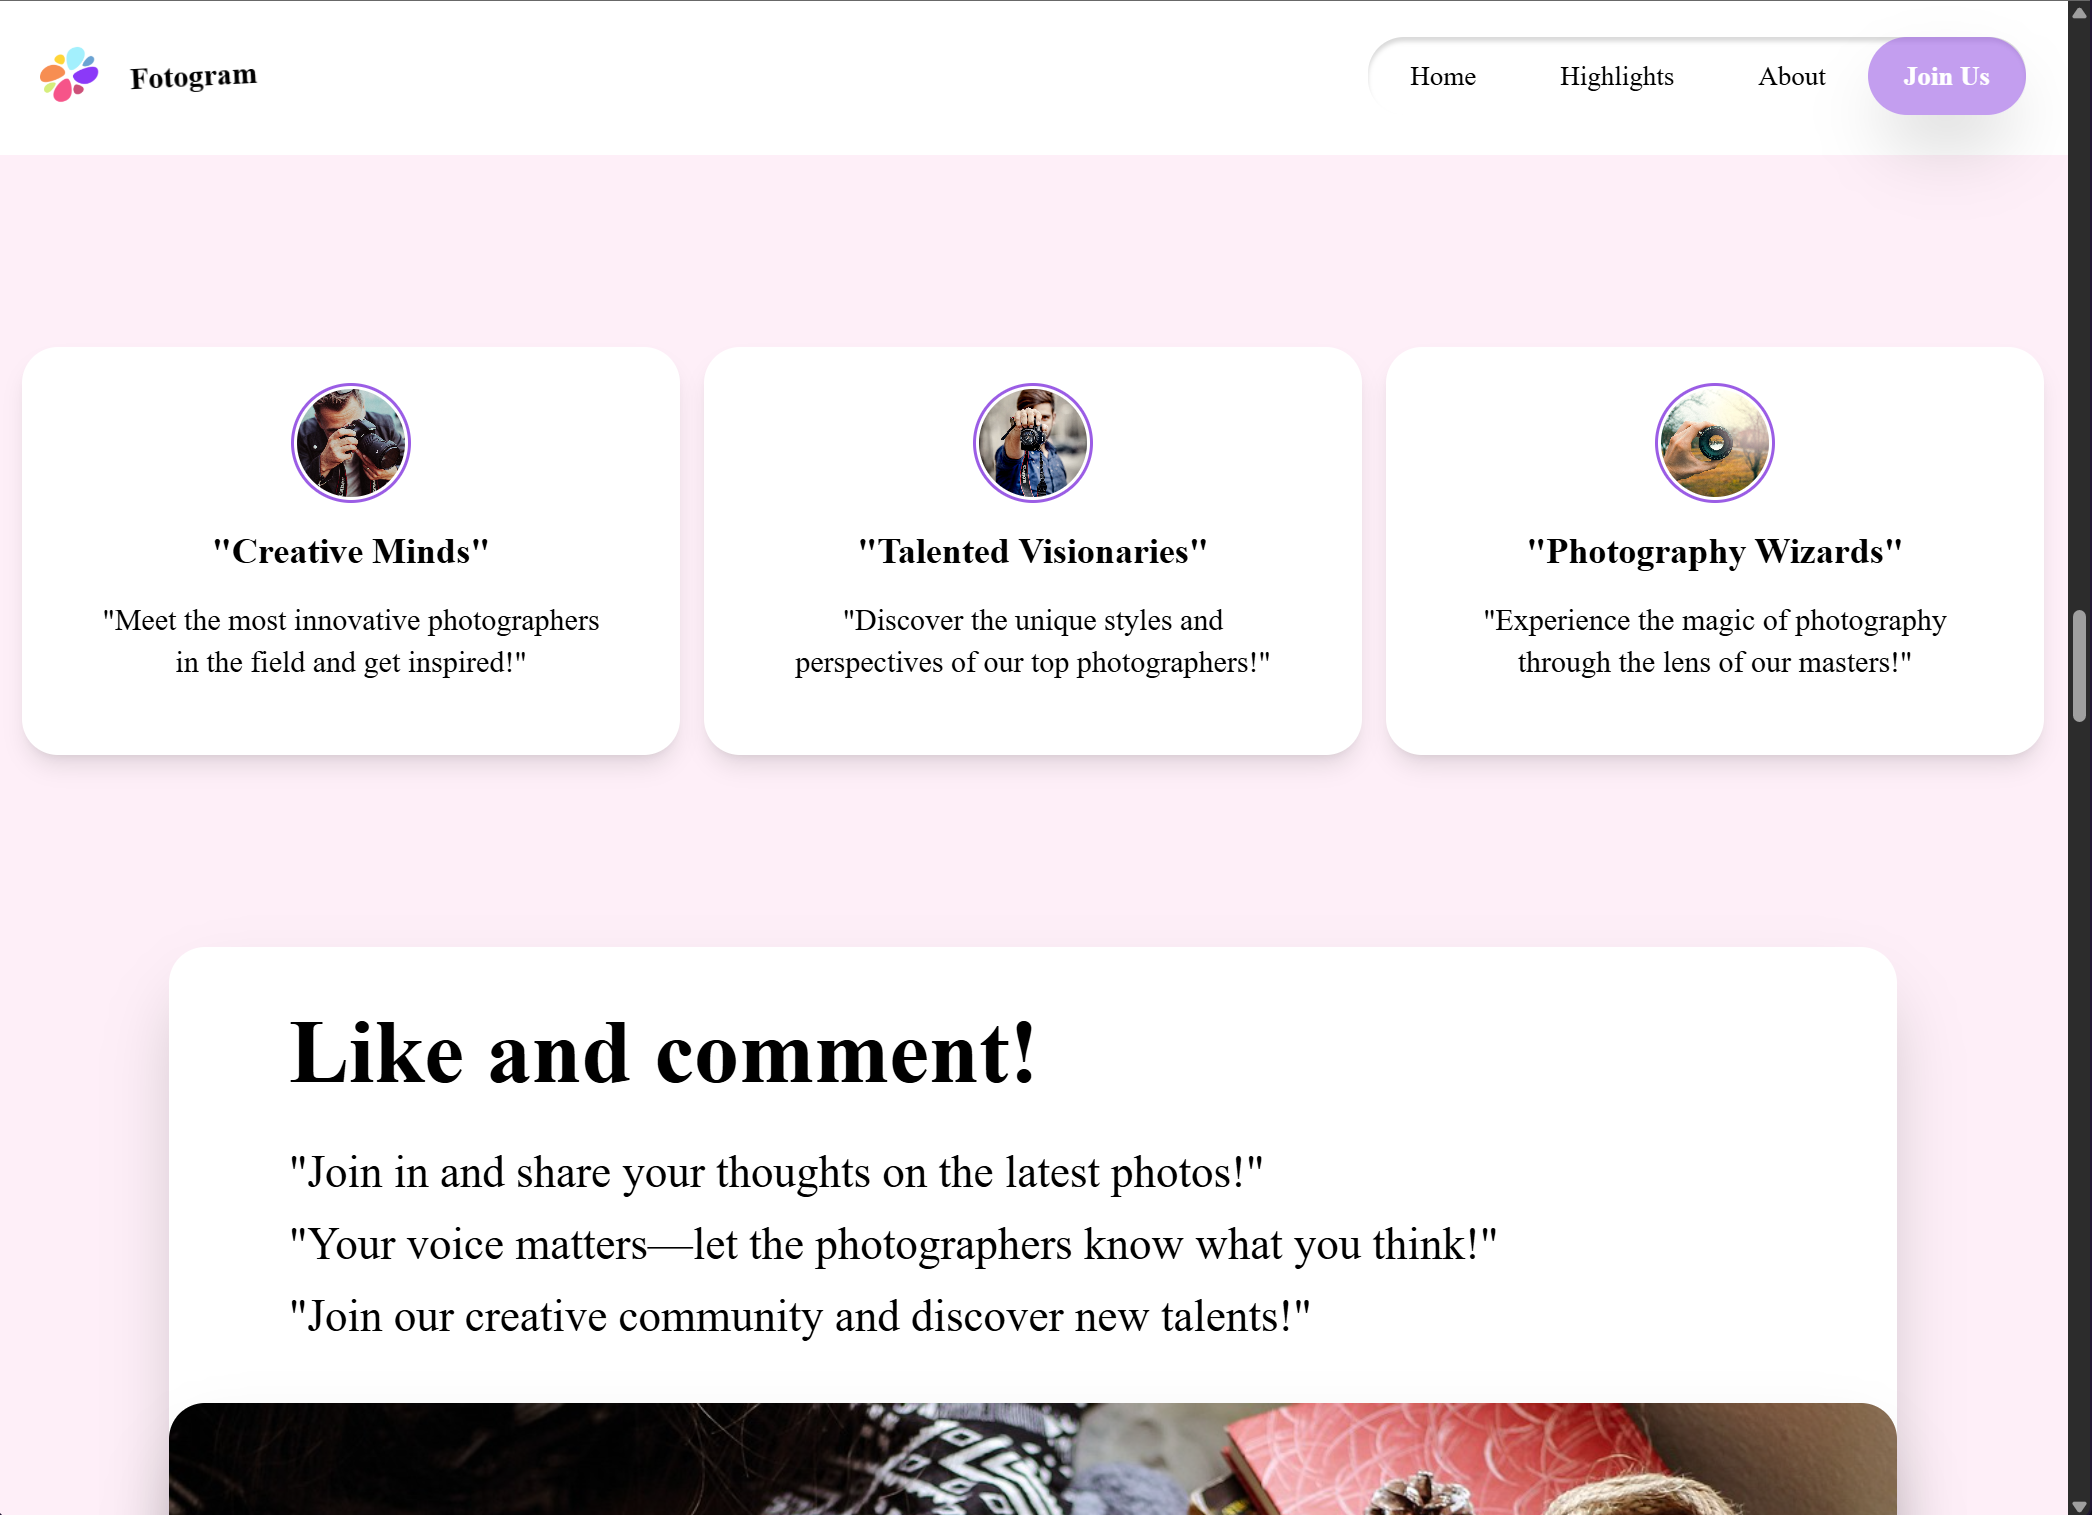 Fotogram
Home
Highlights
About
Join Us
"Creative Minds"
"Meet the most innovative photographers
in the field and get inspired!"
"Talented Visionaries"
"Discover the unique styles and
perspectives of our top photographers!"
"Photography Wizards"
"Experience the magic of photography
through the lens of our masters!"
Like and comment!
"Join in and share your thoughts on the latest photos!"
"Your voice matters—let the photographers know what you think!"
"Join our creative community and discover new talents!"